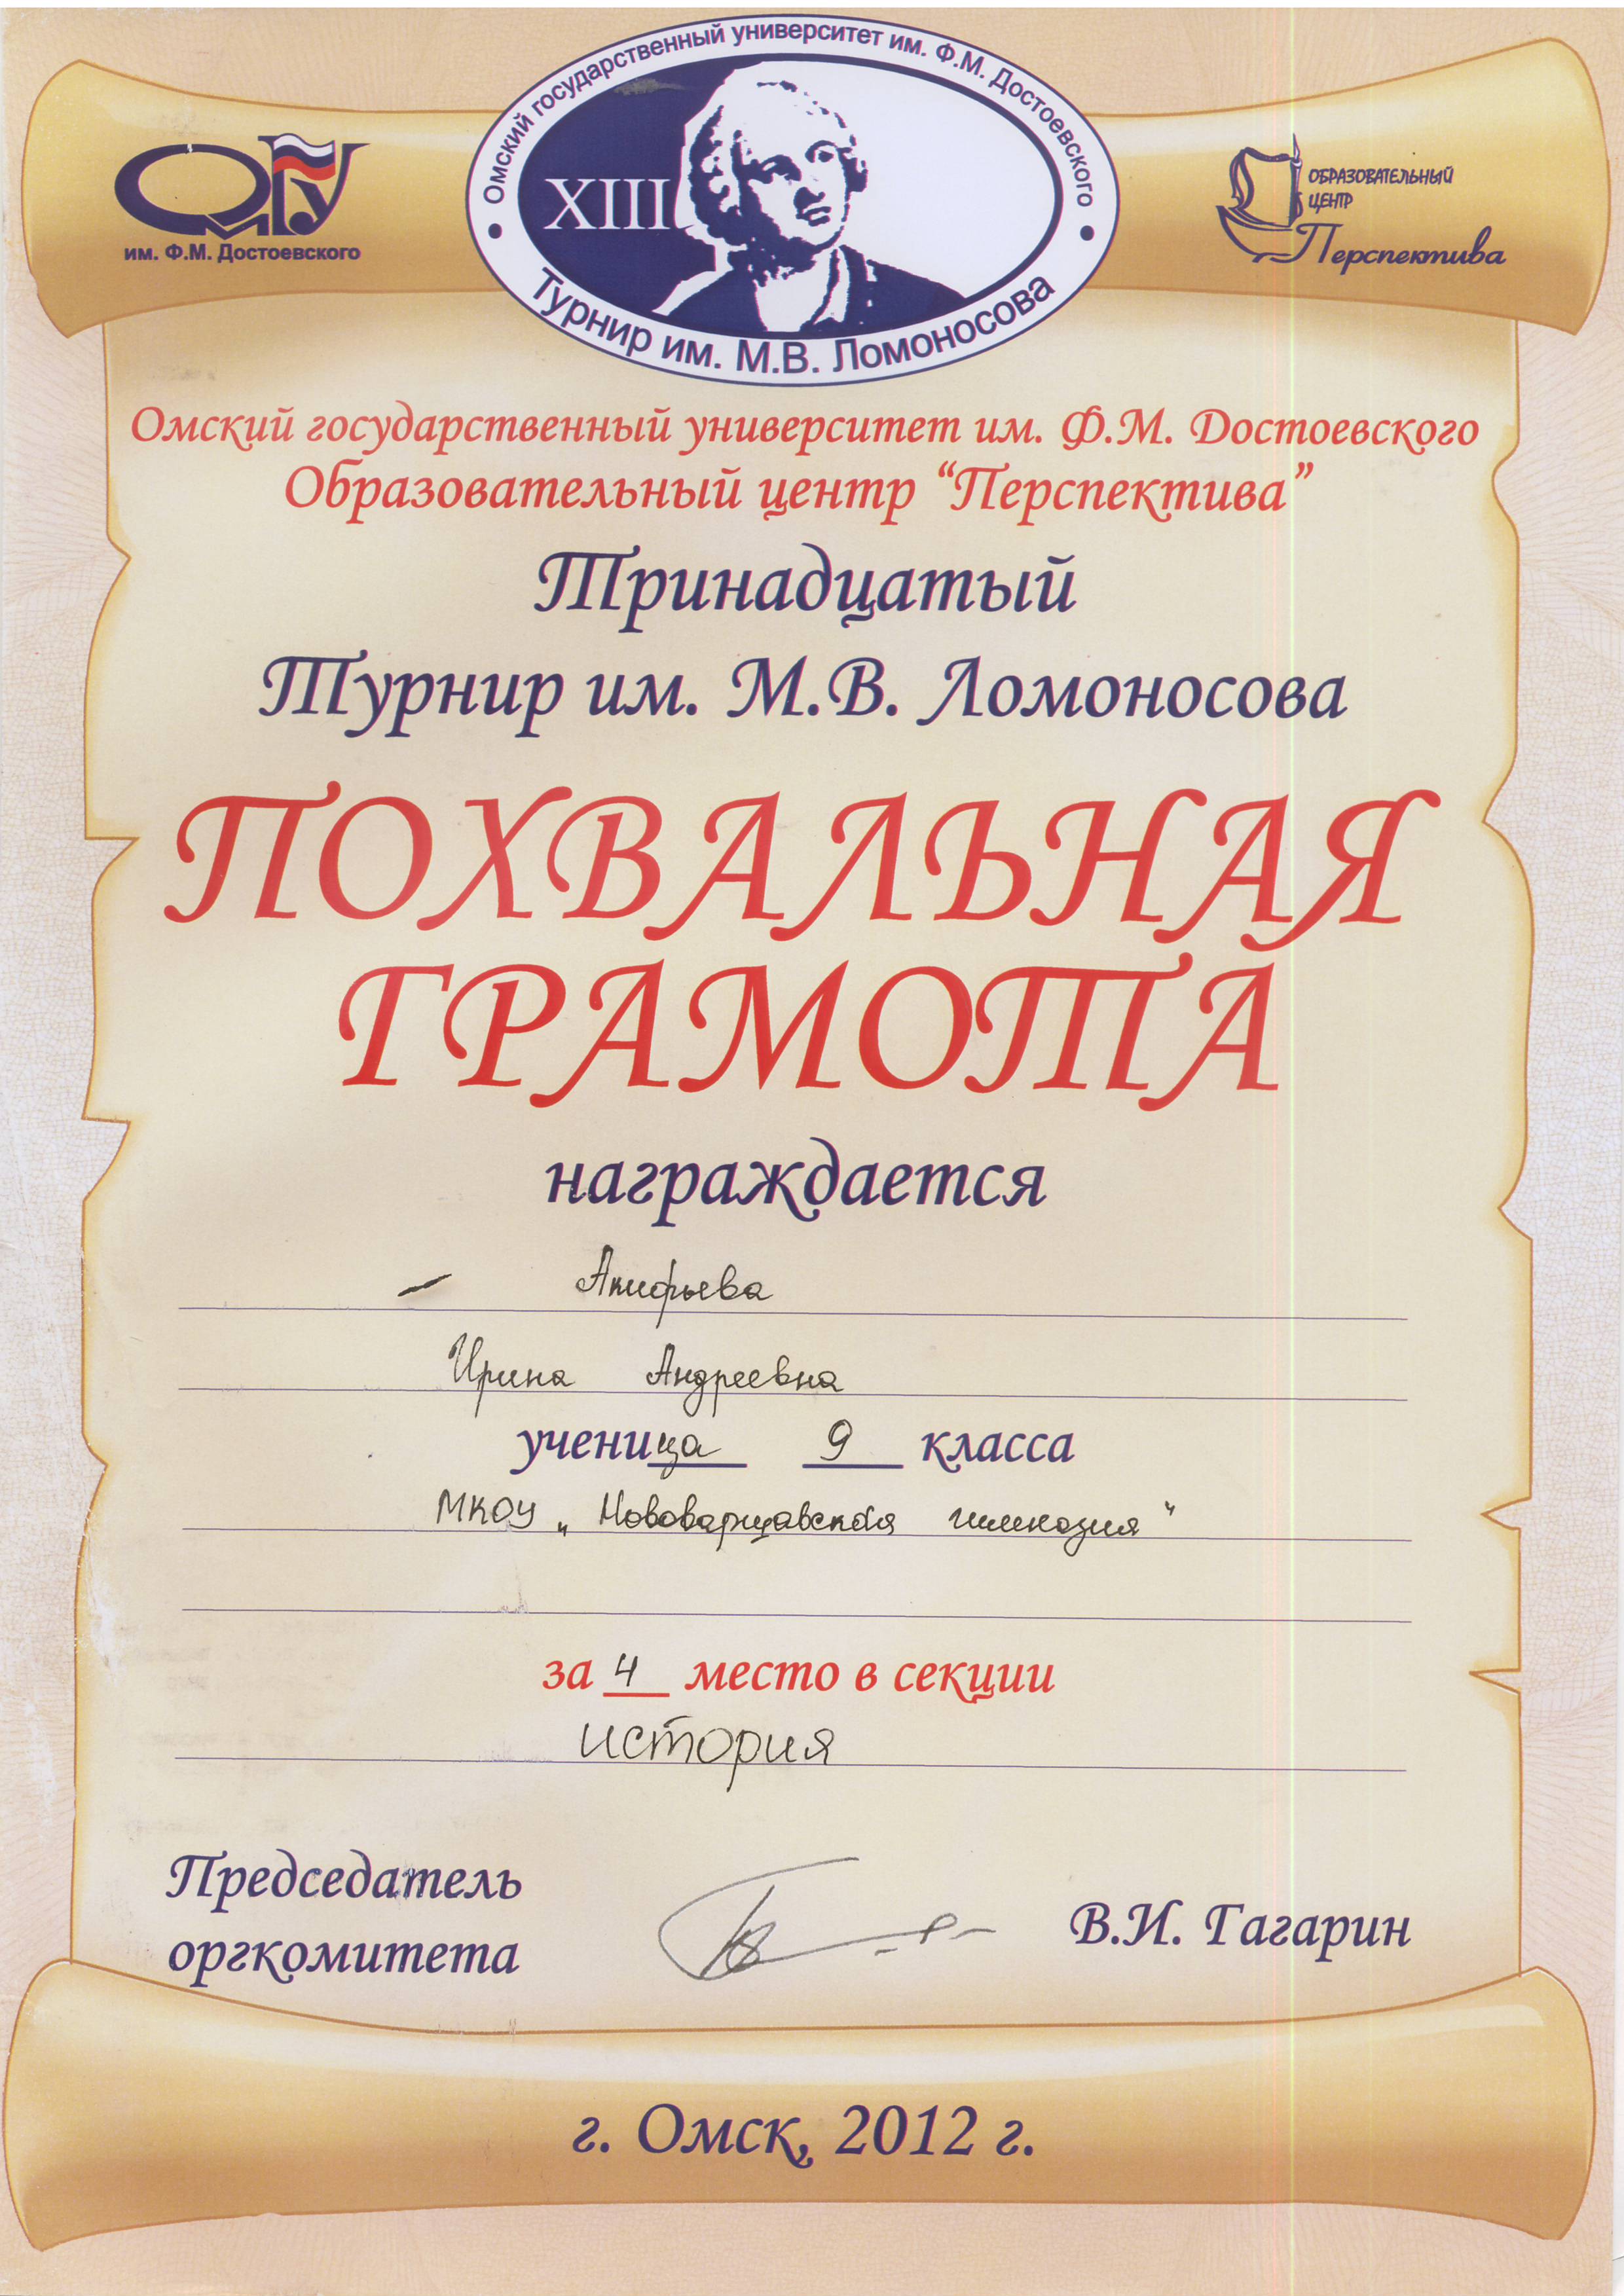 Омский государственный университет им. Ф.М. Достоевского
XIII
Турнир им. М.В. Ломоносова
ОмГУ
им. Ф.М. Достоевского
ОБРАЗОВАТЕЛЬНЫЙ
ЦЕНТР
Перспектива
Омский государственный университет им. Ф.М. Достоевского
Образовательный центр “Перспектива”
Тринадцатый
Турнир им. М.В. Ломоносова
ПОХВАЛЬНАЯ
ГРАМОТА
награждается
Ирина Андреевна
ученица 9 класса
МКОУ „Нововаршавская гимназия“
за 4 место в секции
история
Председатель
оргкомитета
В.И. Гагарин
г. Омск, 2012 г.